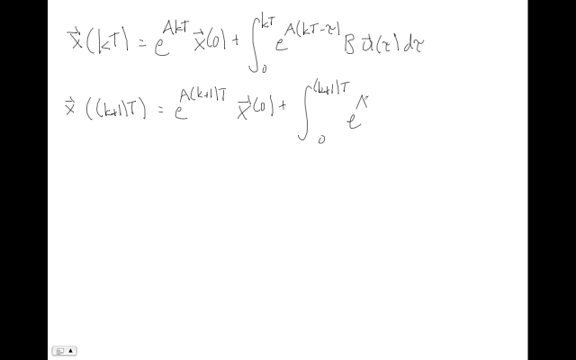 x⃗(kT) = e^{AkT} x⃗(0) + ∫_0^{kT} e^{A(kT-τ)} B u⃗(τ) dτ
x⃗((k+1)T) = e^{A(k+1)T} x⃗(0) + ∫_0^{(k+1)T} e^{A